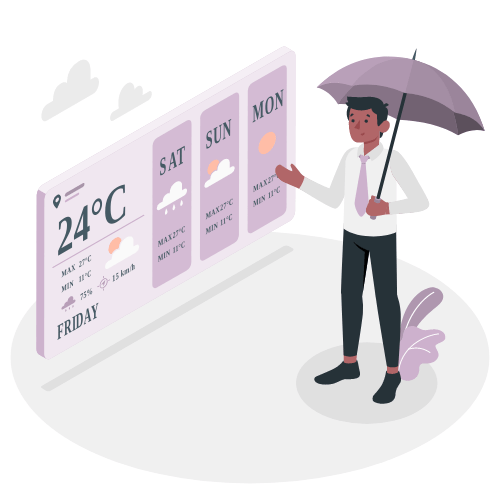 24°C
MAX 27°C
MIN 11°C
75%
15 km/h
FRIDAY
SAT
MAX 27°C
MIN 11°C
SUN
MAX 27°C
MIN 11°C
MON
MAX 27°
MIN 11°C